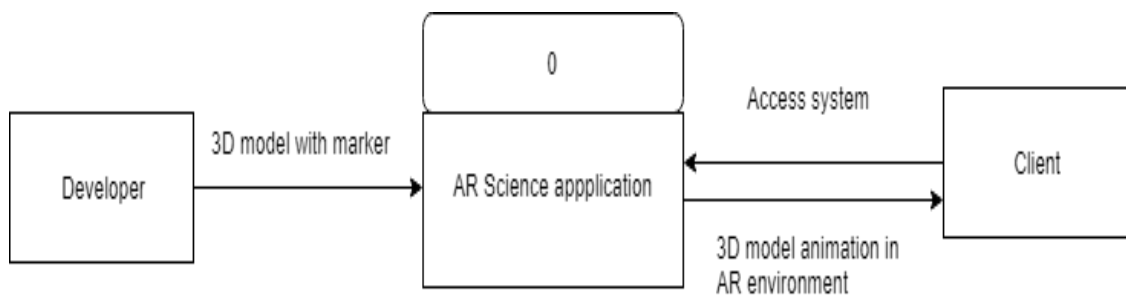 0
Developer
3D model with marker
AR Science appplication
Access system
Client
3D model animation in
AR environment